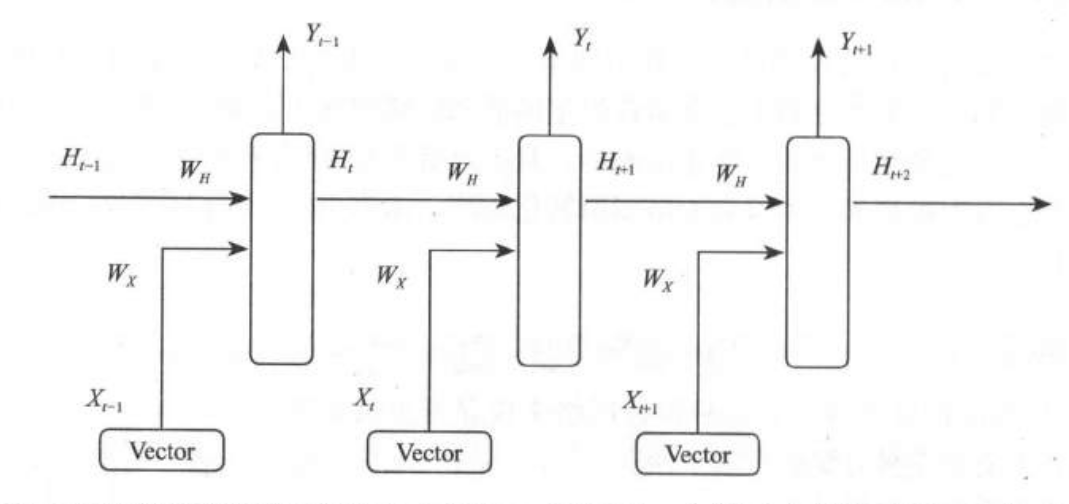 Y_{t-1} Y_t Y_{t+1}
H_{t-1} W_H H_t W_H H_{t+1} W_H H_{t+2}
W_X W_X W_X
X_{t-1} X_t X_{t+1}
Vector Vector Vector